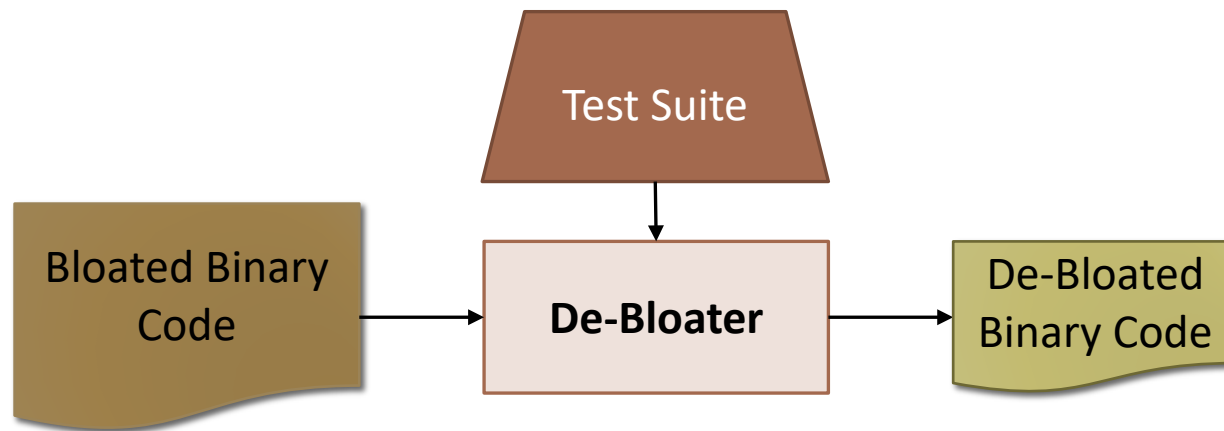 Test Suite
Bloated Binary
Code
De-Bloater
De-Bloated
Binary Code